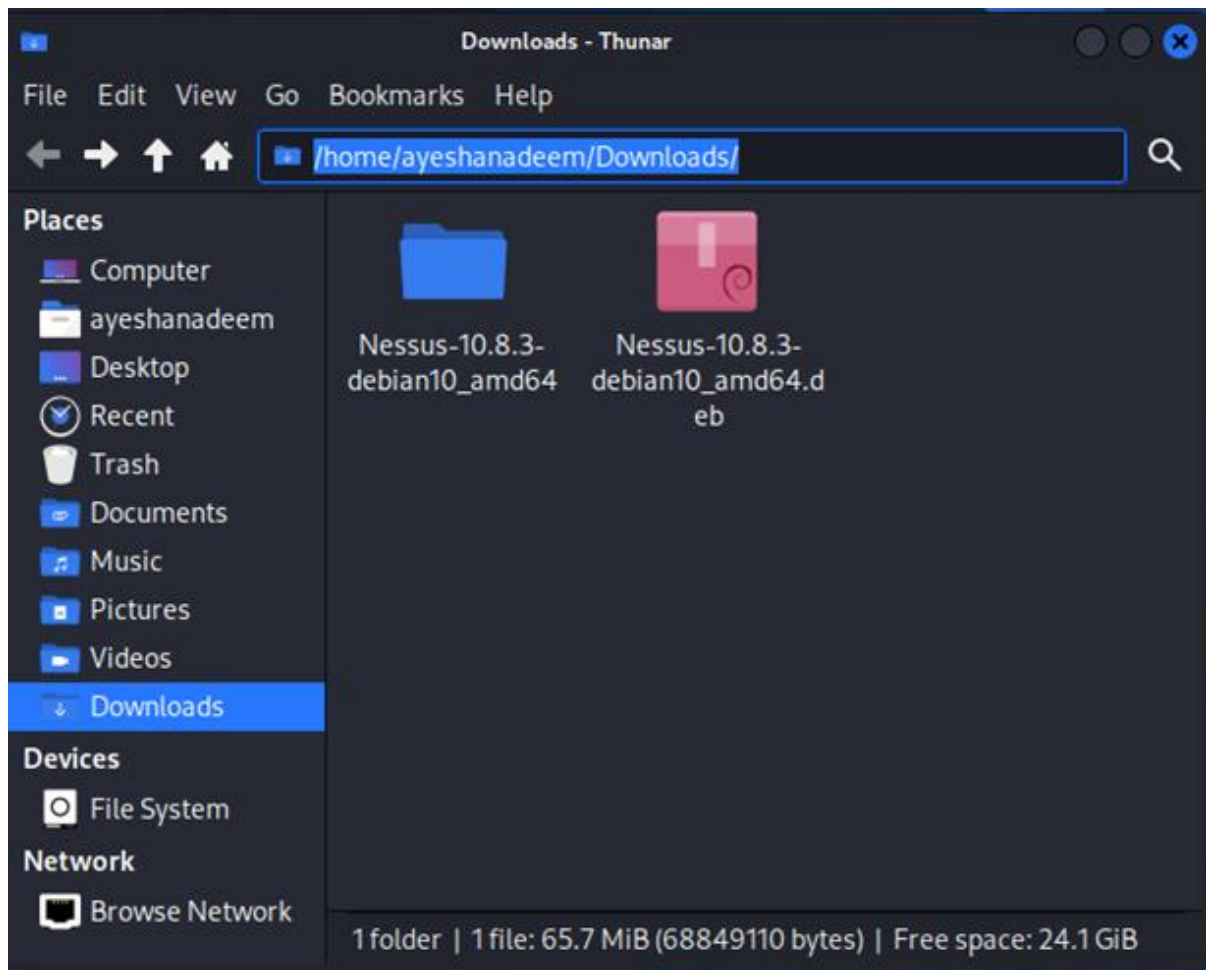 Downloads - Thunar
File Edit View Go Bookmarks Help
/home/ayeshanadeem/Downloads/
Places
Computer
ayeshanadeem
Desktop
Recent
Trash
Documents
Music
Pictures
Videos
Downloads
Devices
File System
Network
Browse Network
Nessus-10.8.3-
debian10_amd64
Nessus-10.8.3-
debian10_amd64.d
eb
1 folder | 1 file: 65.7 MiB (68849110 bytes) | Free space: 24.1 GiB